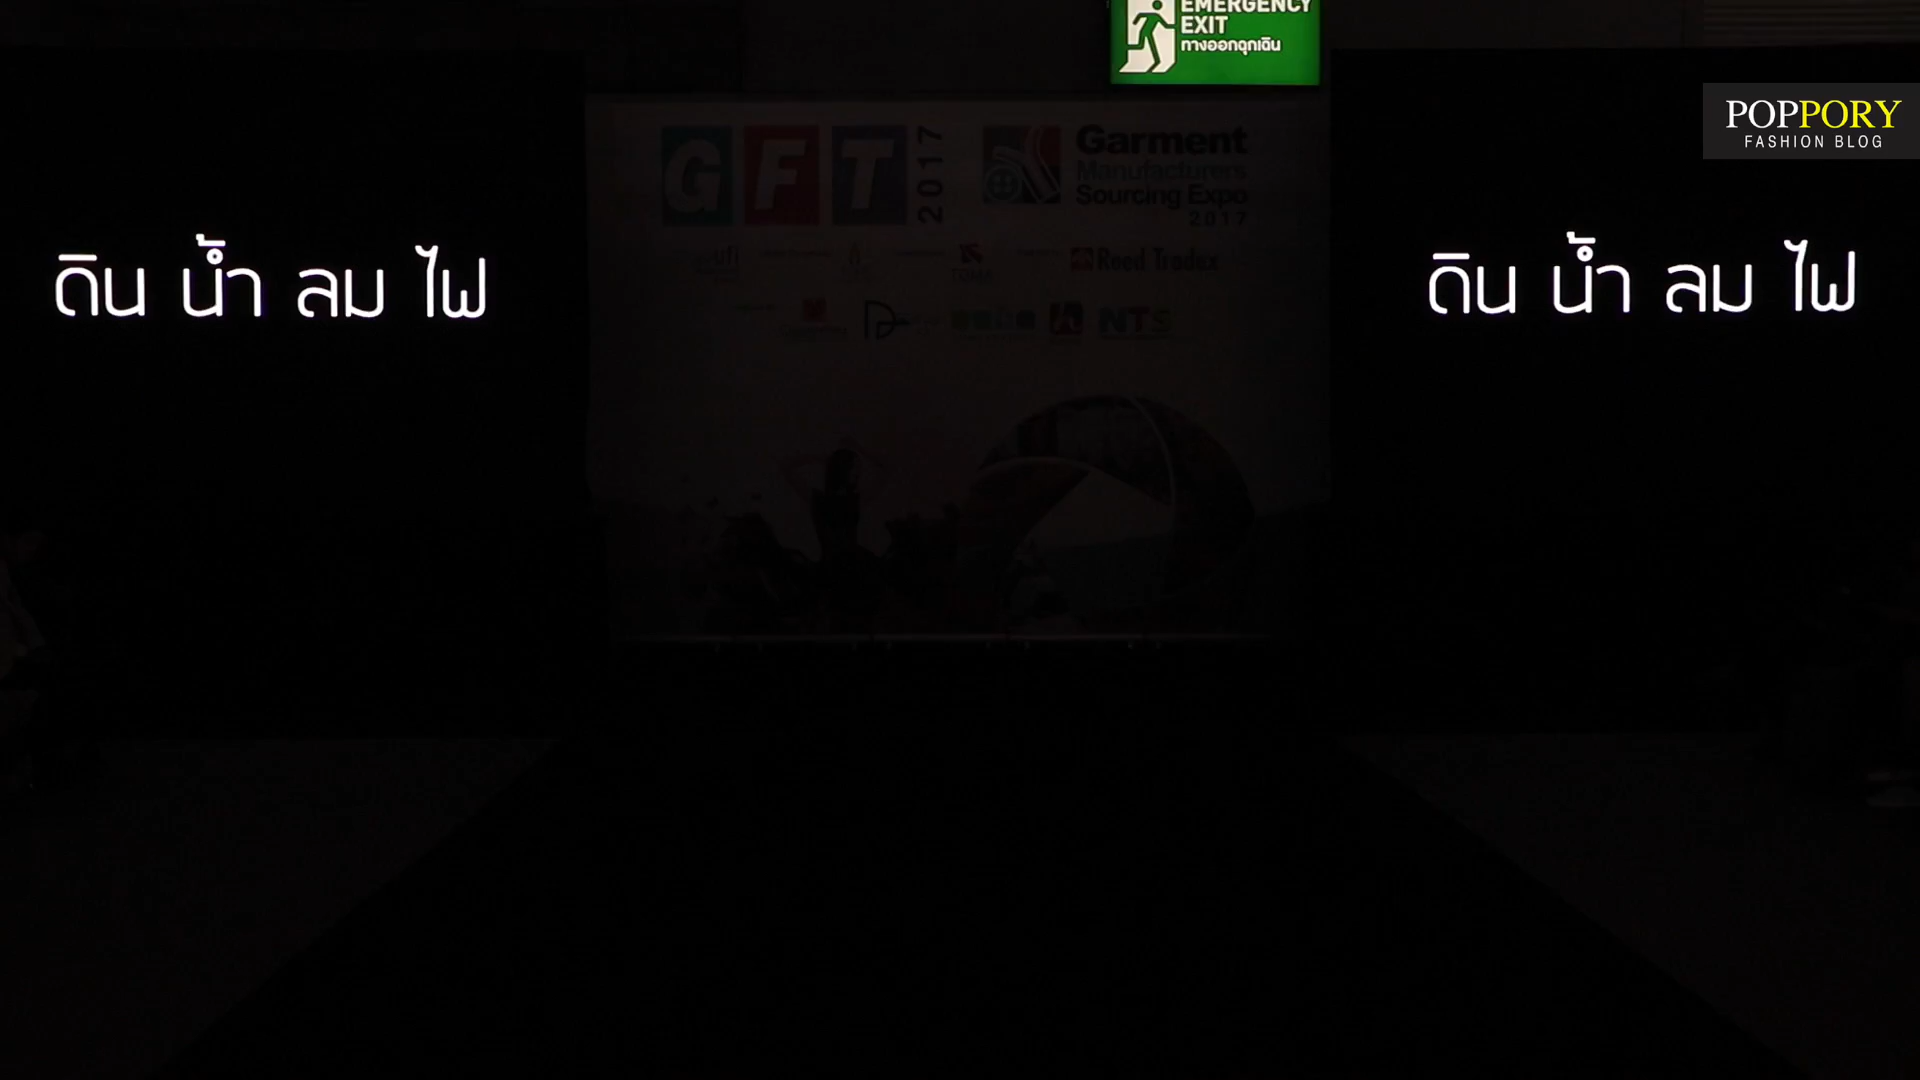 EMERGENCY
EXIT
ทางออกฉุกเฉิน
POPPORY
FASHION BLOG
GFT 2017
Garment
Manufacturers
Sourcing Expo
2017
ดิน น้ำ ลม ไฟ
ดิน น้ำ ลม ไฟ
Reed Tradex
NTS